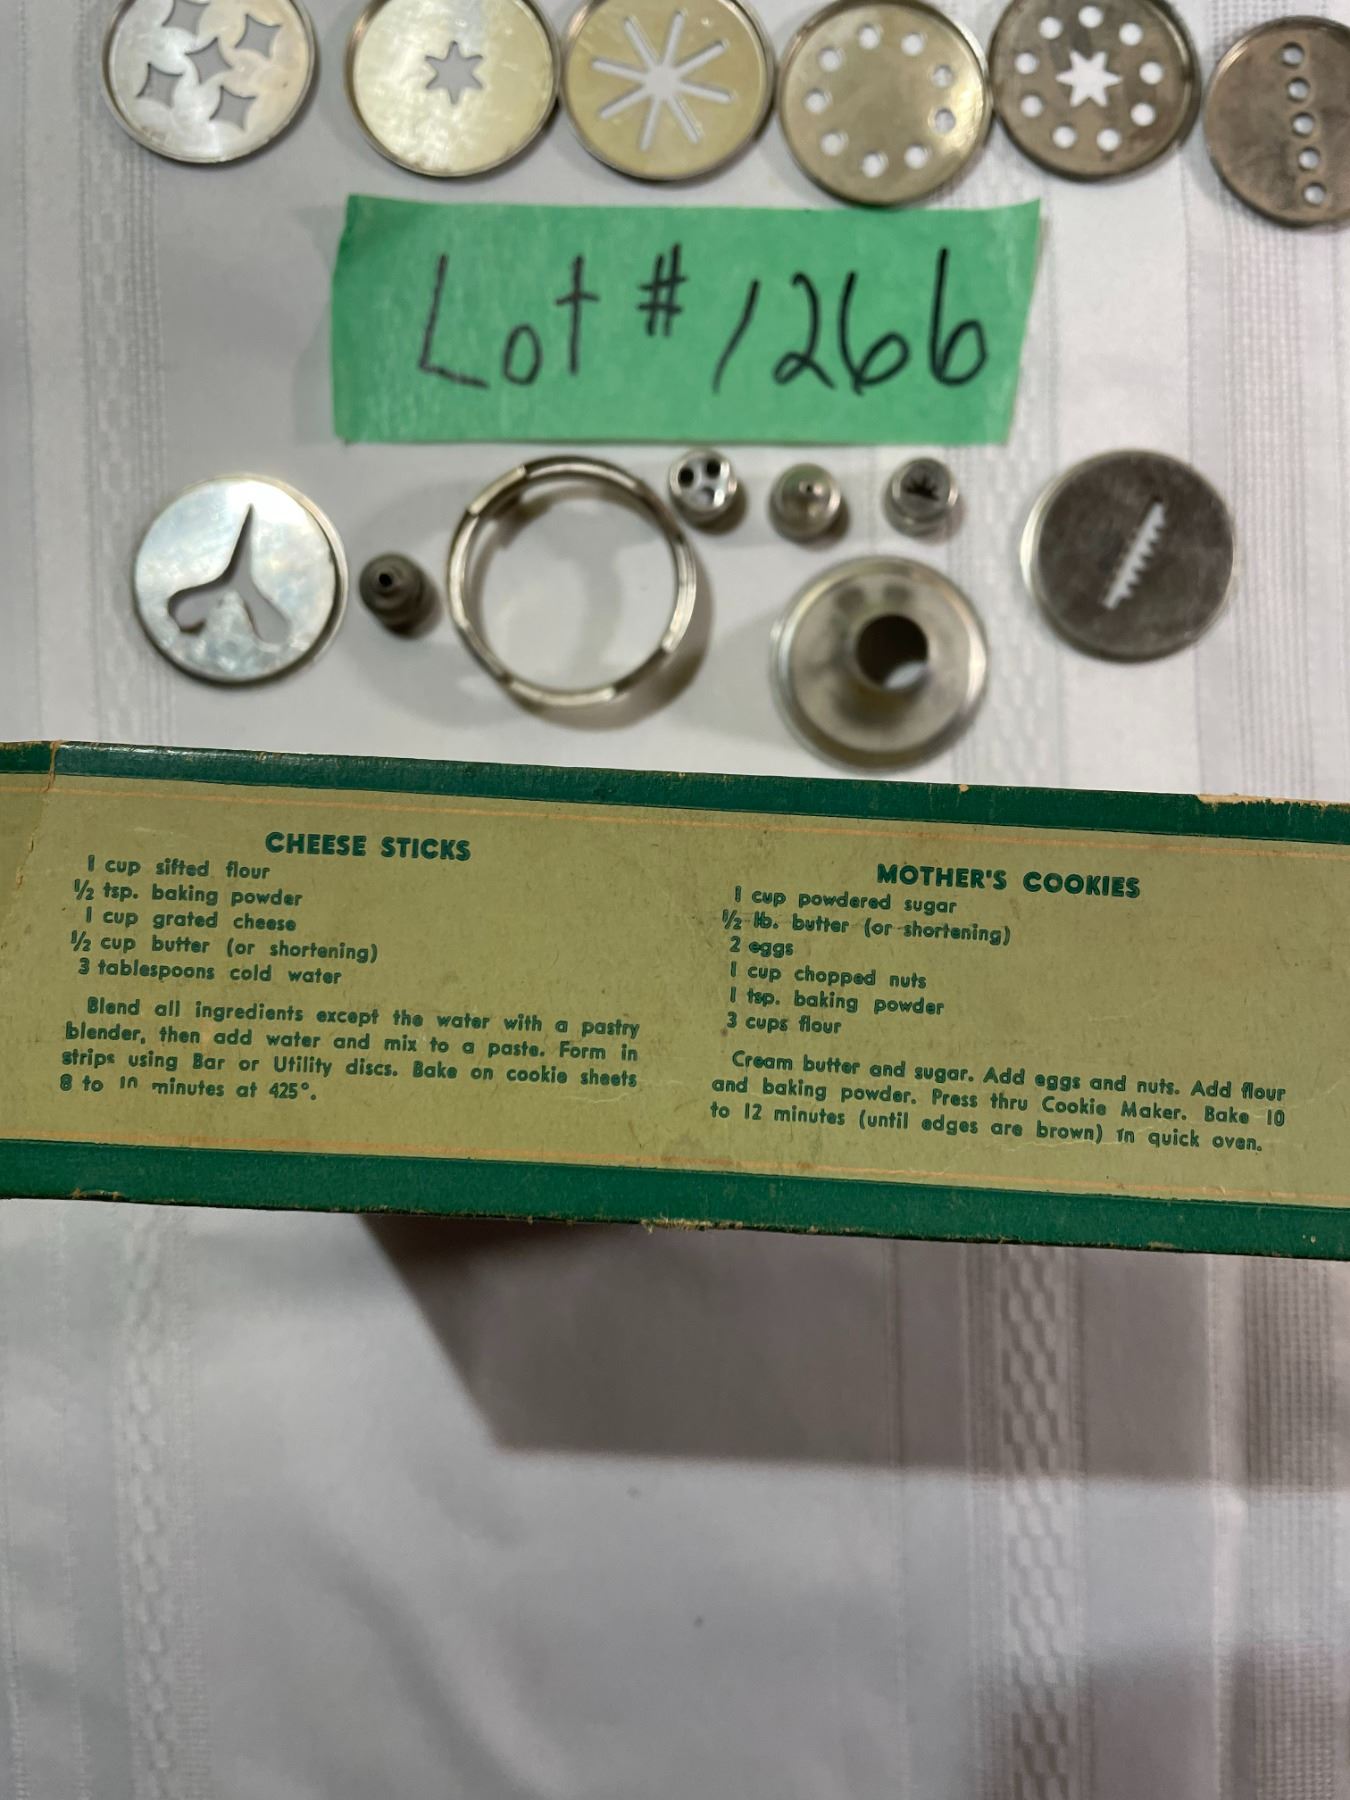 Lot #1266
CHEESE STICKS
1 cup sifted flour
½ tsp. baking powder
1 cup grated cheese
½ cup butter (or shortening)
3 tablespoons cold water
Blend all ingredients except the water with a pastry
blender, then add water and mix to a paste. Form in
strips using Bar or Utility discs. Bake on cookie sheets
8 to 10 minutes at 425°.
MOTHER'S COOKIES
1 cup powdered sugar
½ lb. butter (or shortening)
2 eggs
1 cup chopped nuts
1 tsp. baking powder
3 cups flour
Cream butter and sugar. Add eggs and nuts. Add flour
and baking powder. Press thru Cookie Maker. Bake 10
to 12 minutes (until edges are brown) in quick oven.